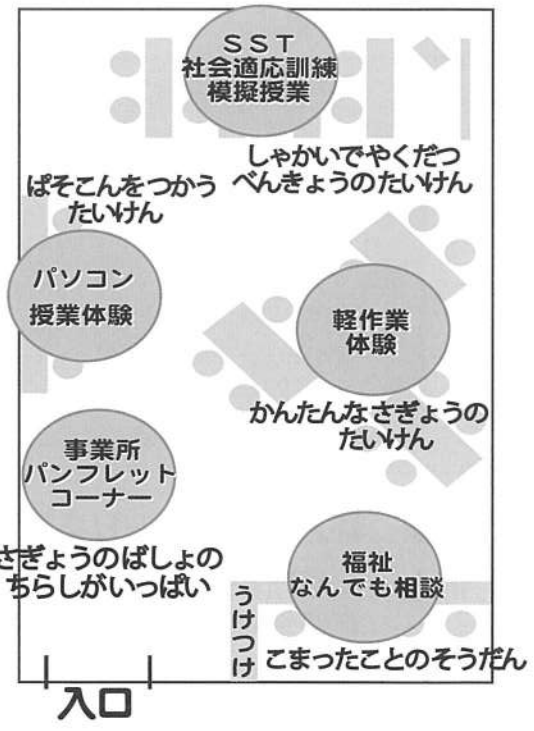 ＳＳＴ
社会適応訓練
模擬授業
しゃかいでやくだつ
べんきょうのたいけん
ぱそこんをつかう
たいけん
パソコン
授業体験
軽作業
体験
かんたんなさぎょうの
たいけん
事業所
パンフレット
コーナー
さぎょうのばしょの
ちらしがいっぱい
福祉
なんでも相談
うけつけ
こまったことのそうだん
入口